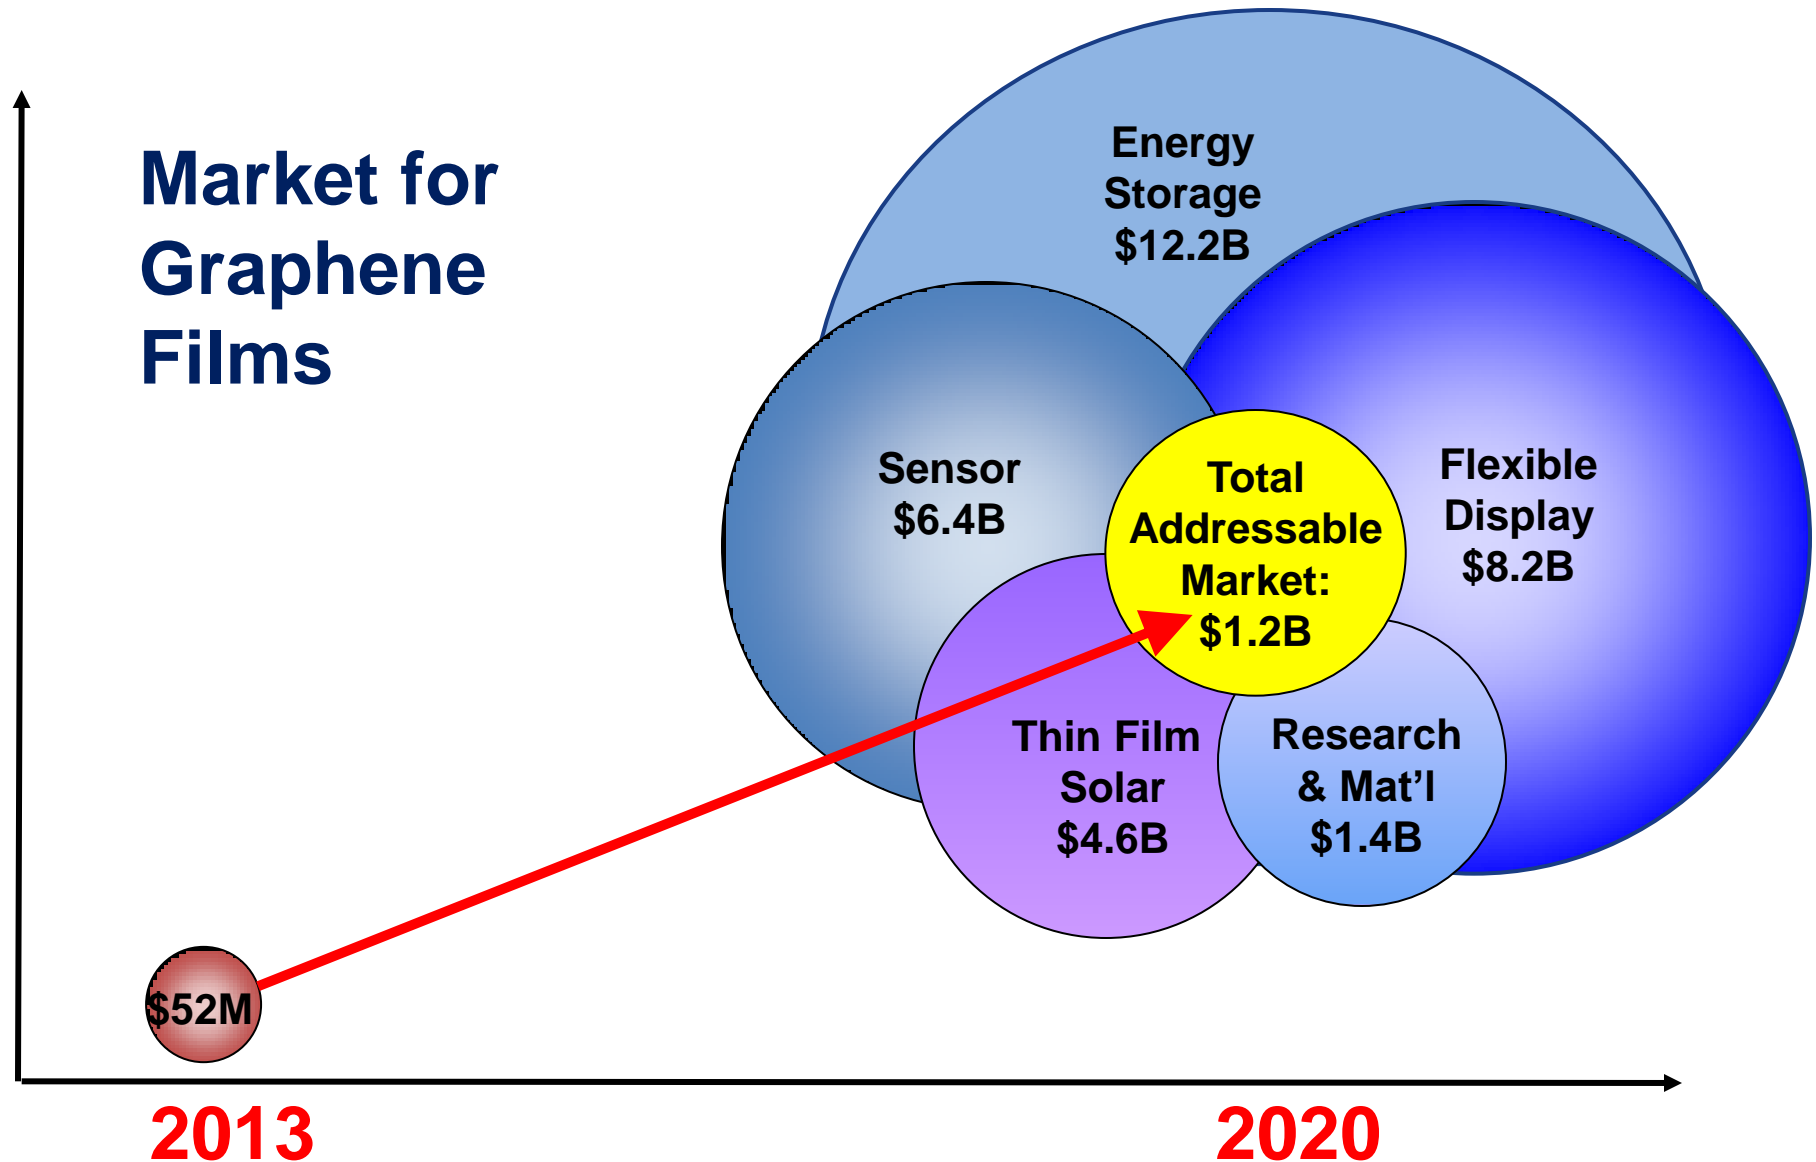 Market for
Graphene
Films
Energy
Storage
$12.2B
Sensor
$6.4B
Total
Addressable
Market:
$1.2B
Flexible
Display
$8.2B
Thin Film
Solar
$4.6B
Research
& Mat’l
$1.4B
$52M
2013
2020